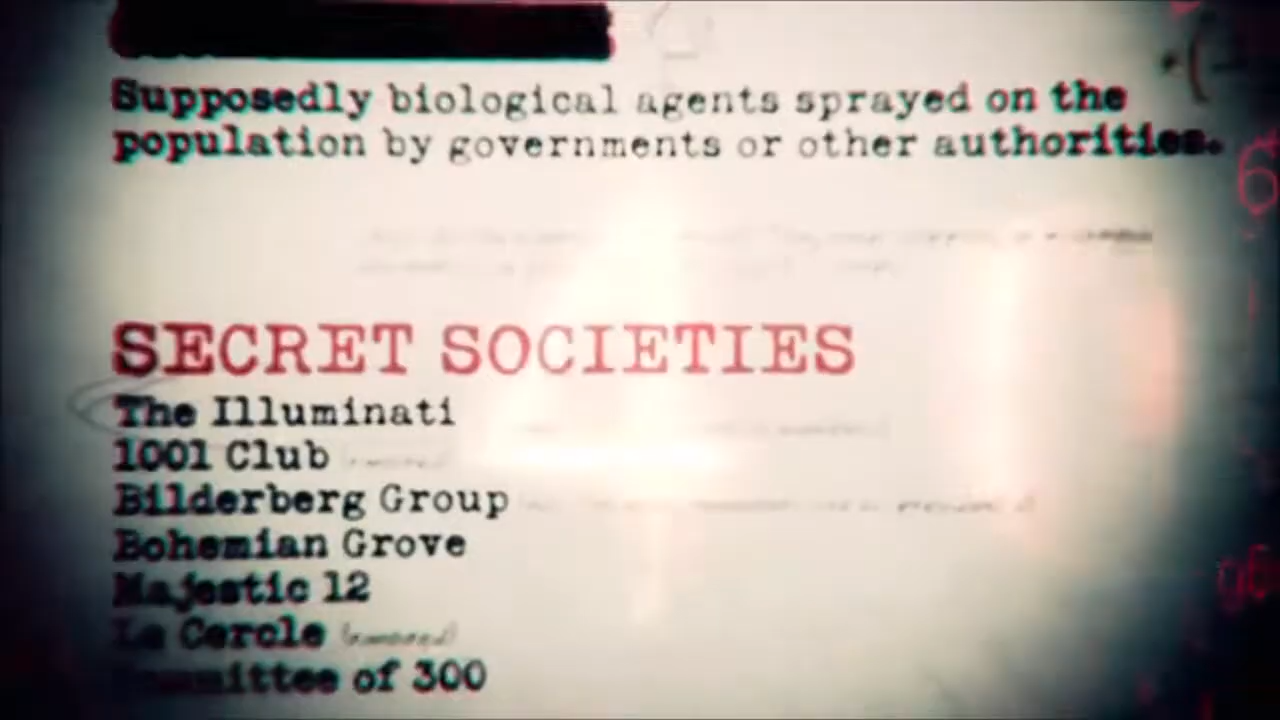 Supposedly biological agents sprayed on the
population by governments or other authorities.
SECRET SOCIETIES
The Illuminati
1001 Club
Bilderberg Group
Bohemian Grove
Majestic 12
Le Cercle
Committee of 300